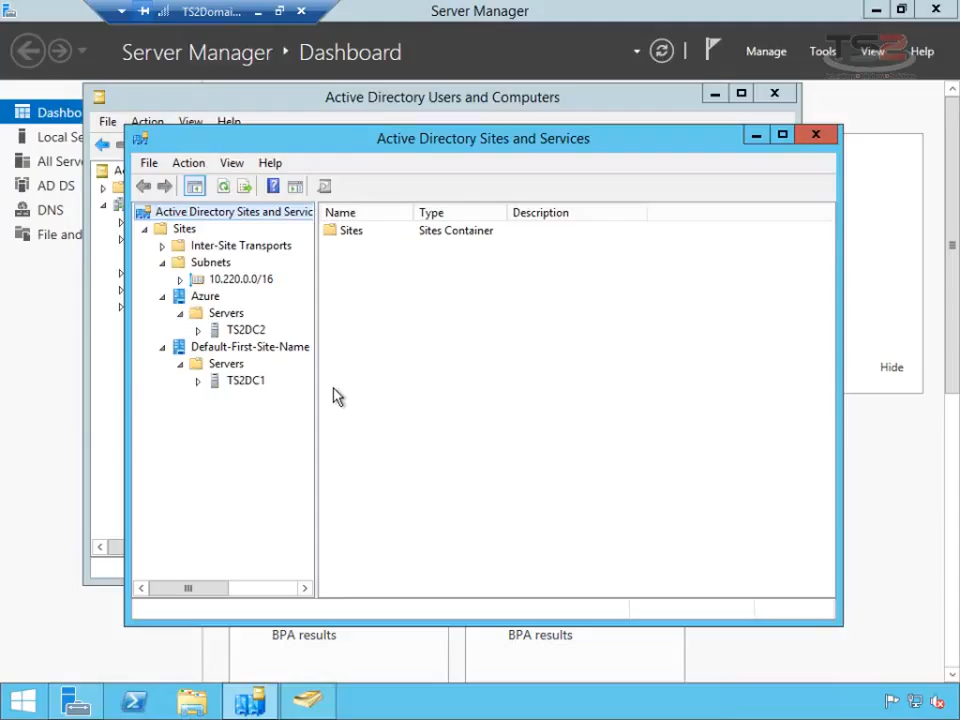 TS2Domai...
Server Manager
Server Manager ‣ Dashboard
Manage
Tools
View
Help
TS2
Dashbo
Local Se
All Serve
AD DS
DNS
File and
Active Directory Users and Computers
File Action View Help
Active Directory Sites and Services
File Action View Help
Active Directory Sites and Servic
Sites
Inter-Site Transports
Subnets
10.220.0.0/16
Azure
Servers
TS2DC2
Default-First-Site-Name
Servers
TS2DC1
Name Type Description
Sites Sites Container
Hide
BPA results
BPA results